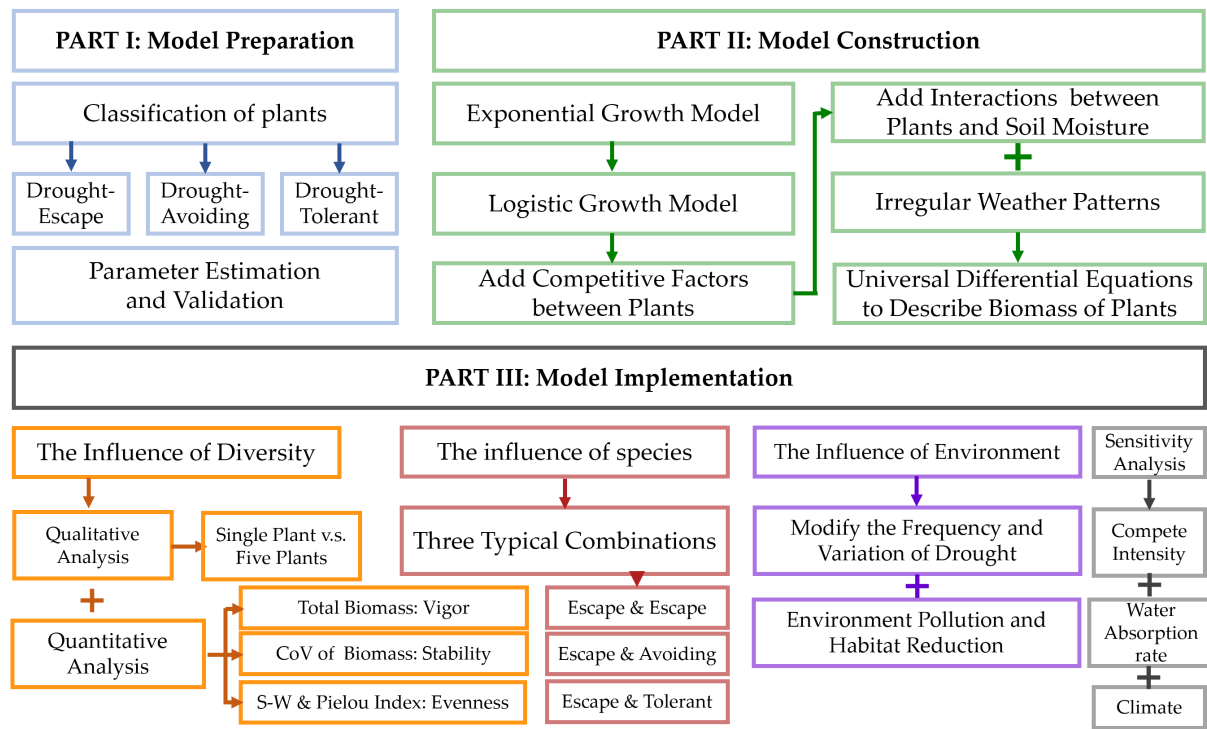 PART I: Model Preparation
Classification of plants
Drought-
Escape
Drought-
Avoiding
Drought-
Tolerant
Parameter Estimation
and Validation
PART II: Model Construction
Exponential Growth Model
Logistic Growth Model
Add Competitive Factors
between Plants
Add Interactions between
Plants and Soil Moisture
Irregular Weather Patterns
Universal Differential Equations
to Describe Biomass of Plants
PART III: Model Implementation
The Influence of Diversity
Qualitative
Analysis
Single Plant v.s.
Five Plants
Quantitative
Analysis
Total Biomass: Vigor
CoV of Biomass: Stability
S-W & Pielou Index: Evenness
The influence of species
Three Typical Combinations
Escape & Escape
Escape & Avoiding
Escape & Tolerant
The Influence of Environment
Modify the Frequency and
Variation of Drought
Environment Pollution and
Habitat Reduction
Sensitivity
Analysis
Compete
Intensity
Water
Absorption
rate
Climate